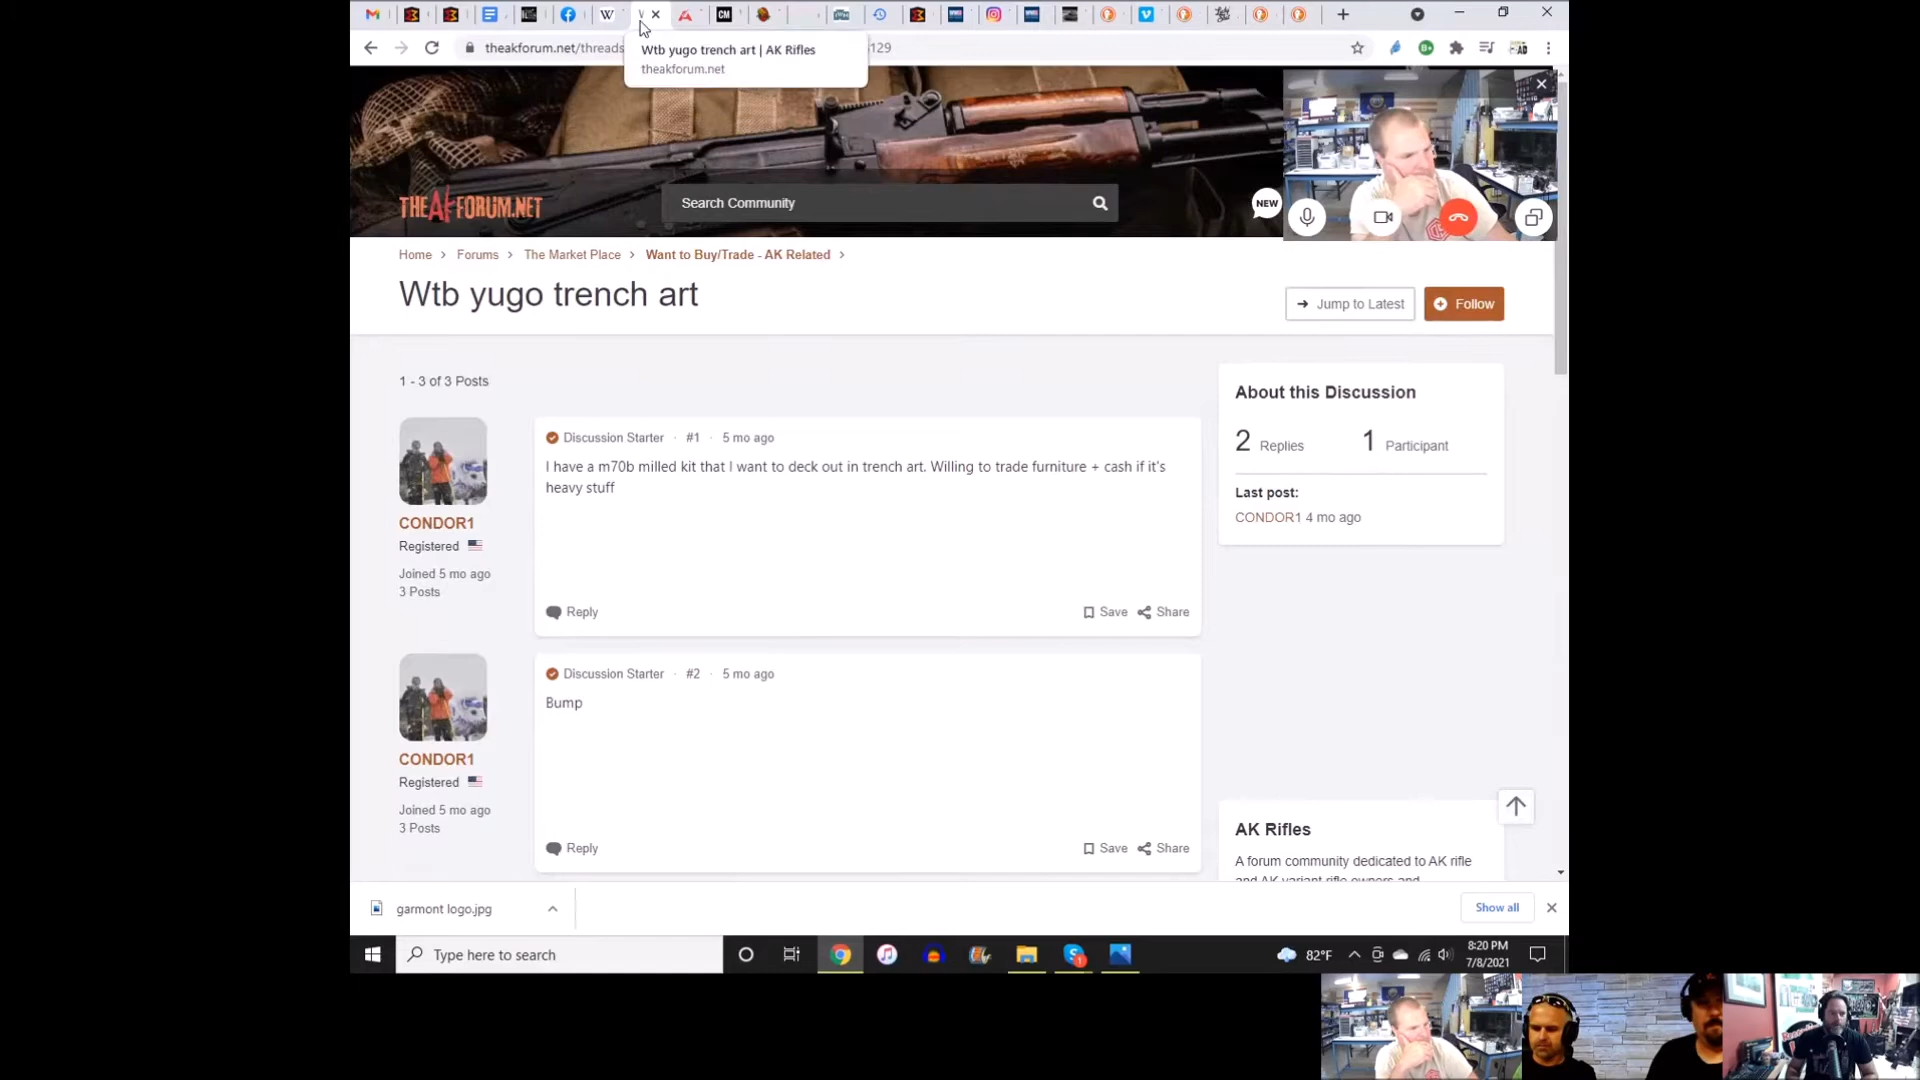 theakforum.net/threads
129
Wtb yugo trench art | AK Rifles
theakforum.net
THEAKFORUM.NET
Search Community
NEW
Home > Forums > The Market Place > Want to Buy/Trade - AK Related >
Wtb yugo trench art
Jump to Latest
Follow
1 - 3 of 3 Posts
Discussion Starter · #1 · 5 mo ago
I have a m70b milled kit that I want to deck out in trench art. Willing to trade furniture + cash if it's
heavy stuff
CONDOR1
Registered
Joined 5 mo ago
3 Posts
Reply
Save
Share
About this Discussion
2 Replies
1 Participant
Last post:
CONDOR1 4 mo ago
Discussion Starter · #2 · 5 mo ago
Bump
CONDOR1
Registered
Joined 5 mo ago
3 Posts
Reply
Save
Share
AK Rifles
A forum community dedicated to AK rifle
and AK variant rifle owners and
garmont logo.jpg
Show all
Type here to search
82°F
8:20 PM
7/8/2021